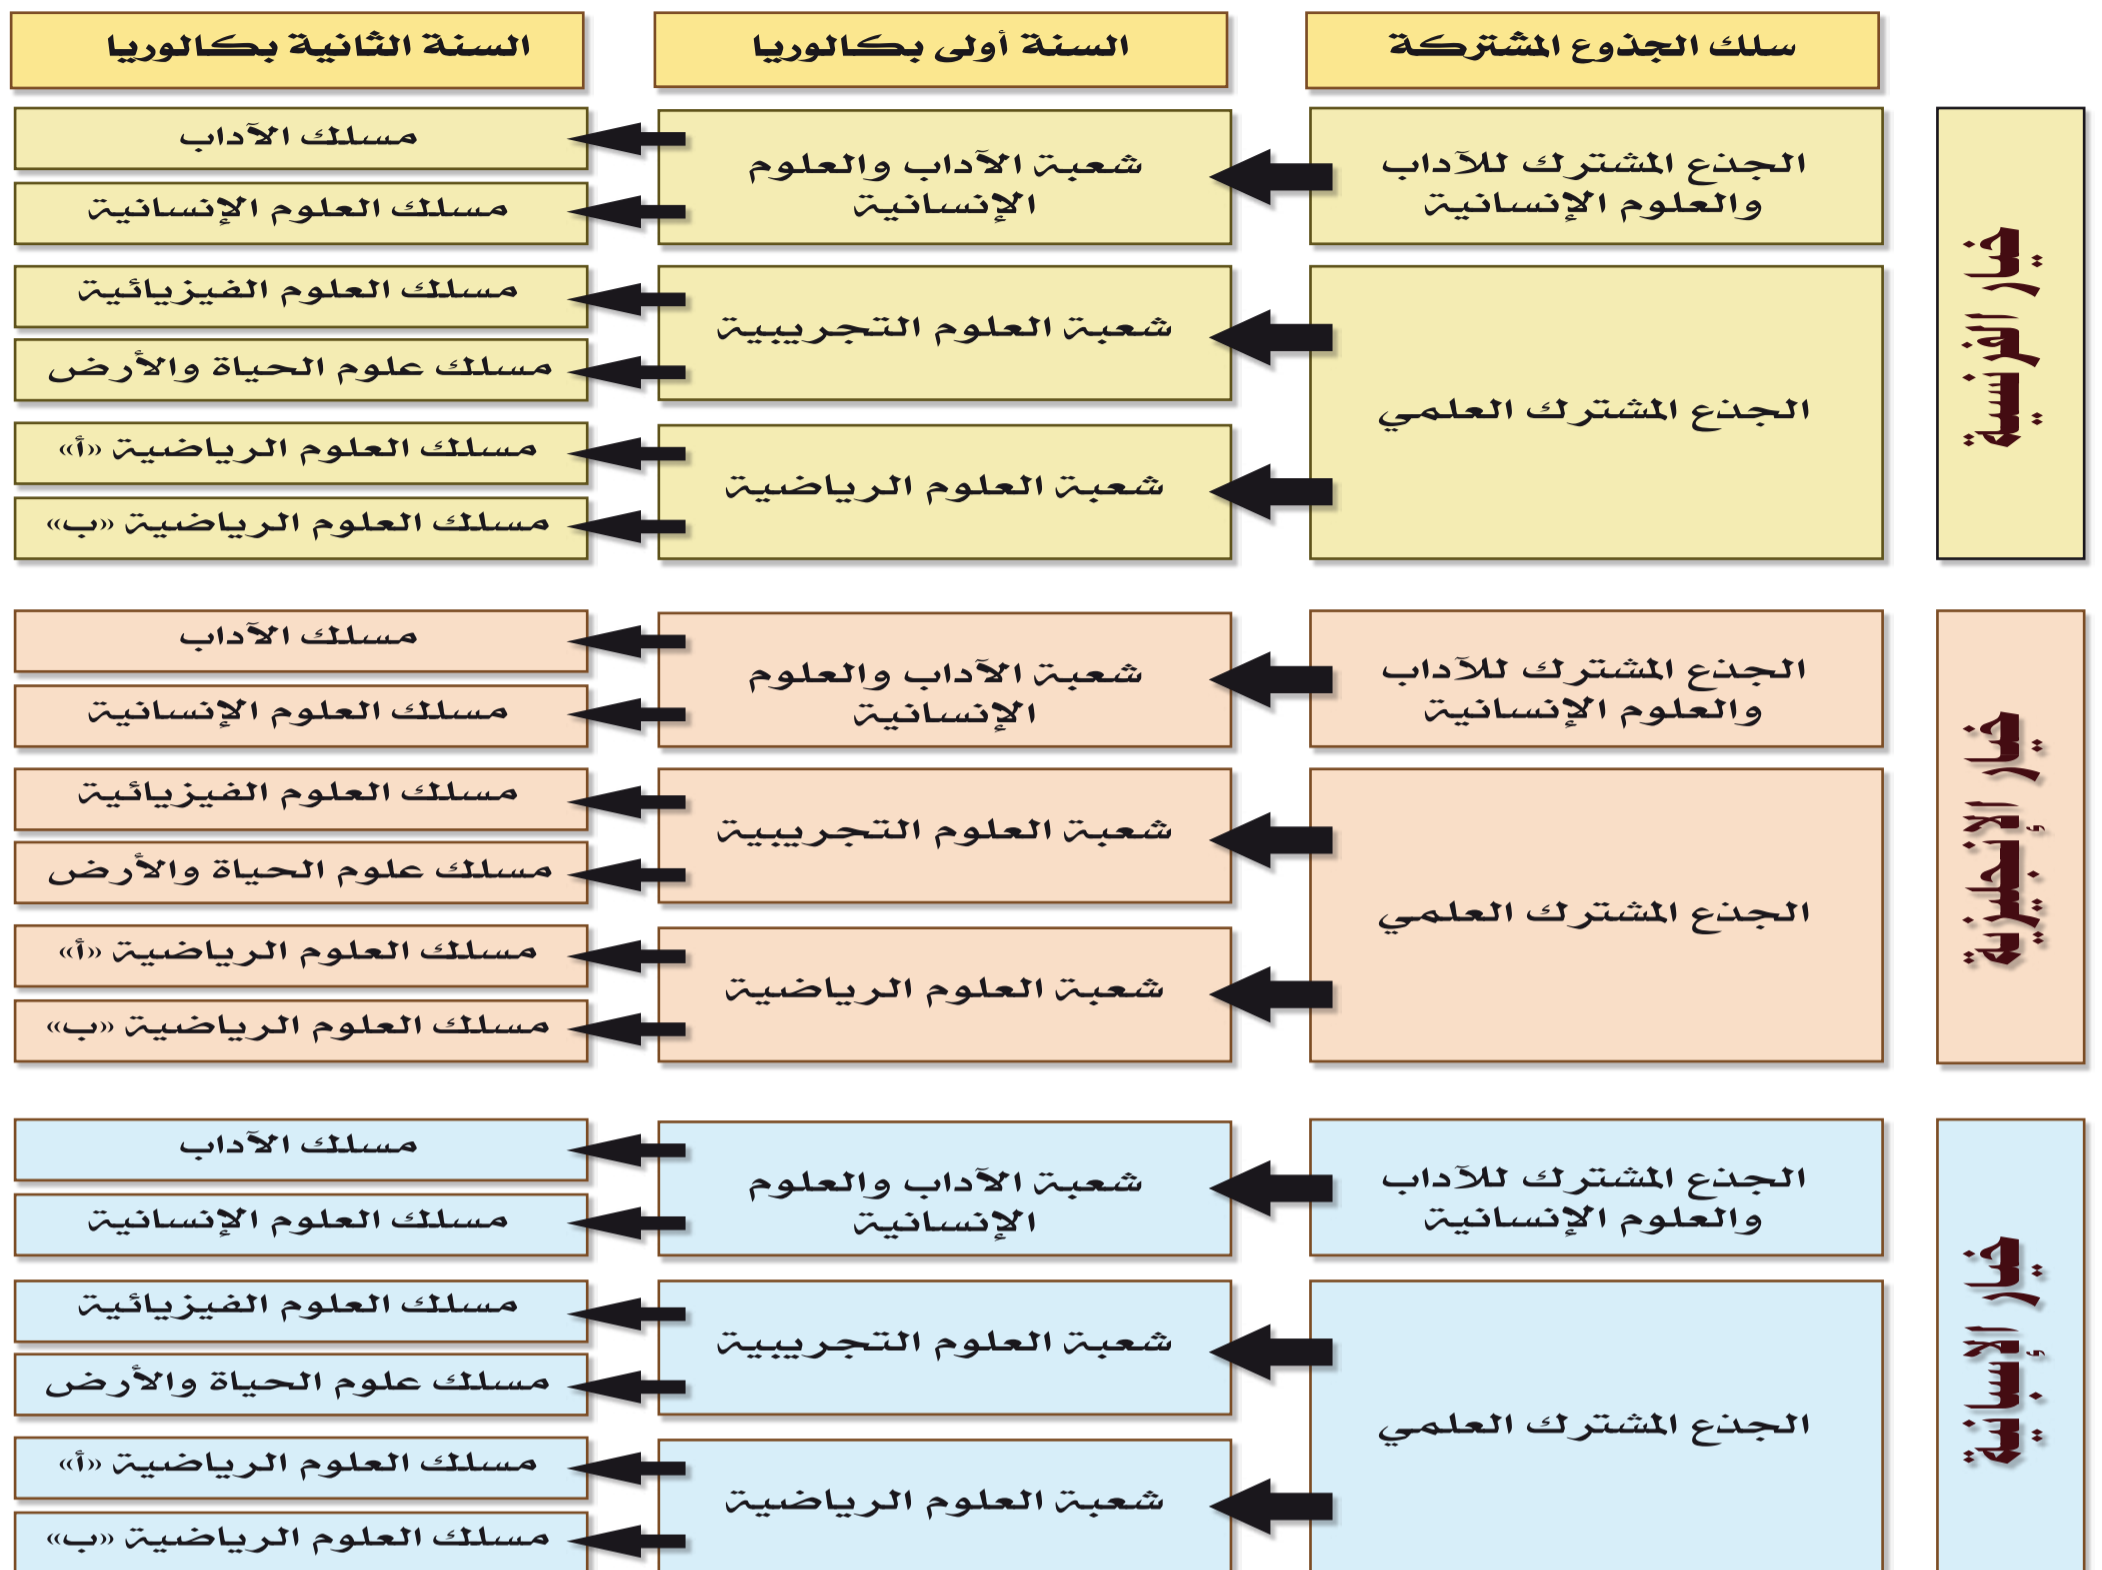 سلك الجذوع المشتركة
السنة أولى بكالوريا
السنة الثانية بكالوريا
خيار الفرنسية
الجذع المشترك للآداب
والعلوم الإنسانية
شعبة الآداب والعلوم
الإنسانية
مسلك الآداب
مسلك العلوم الإنسانية
الجذع المشترك العلمي
شعبة العلوم التجريبية
مسلك العلوم الفيزيائية
مسلك علوم الحياة والأرض
شعبة العلوم الرياضية
مسلك العلوم الرياضية «أ»
مسلك العلوم الرياضية «ب»
خيار الإنجليزية
الجذع المشترك للآداب
والعلوم الإنسانية
شعبة الآداب والعلوم
الإنسانية
مسلك الآداب
مسلك العلوم الإنسانية
الجذع المشترك العلمي
شعبة العلوم التجريبية
مسلك العلوم الفيزيائية
مسلك علوم الحياة والأرض
شعبة العلوم الرياضية
مسلك العلوم الرياضية «أ»
مسلك العلوم الرياضية «ب»
خيار الإسبانية
الجذع المشترك للآداب
والعلوم الإنسانية
شعبة الآداب والعلوم
الإنسانية
مسلك الآداب
مسلك العلوم الإنسانية
الجذع المشترك العلمي
شعبة العلوم التجريبية
مسلك العلوم الفيزيائية
مسلك علوم الحياة والأرض
شعبة العلوم الرياضية
مسلك العلوم الرياضية «أ»
مسلك العلوم الرياضية «ب»